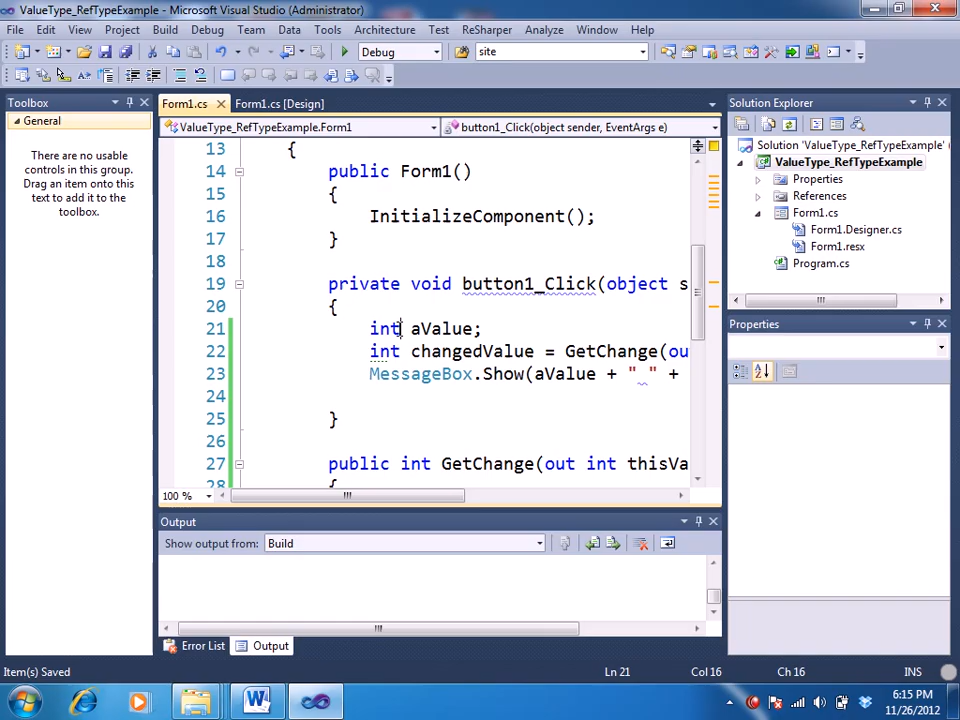 ValueType_RefTypeExample - Microsoft Visual Studio (Administrator)
File Edit View Project Build Debug Team Data Tools Architecture Test ReSharper Analyze Window Help
Debug site
Toolbox
General
There are no usable
controls in this group.
Drag an item onto this
text to add it to the
toolbox.
Form1.cs Form1.cs [Design]
ValueType_RefTypeExample.Form1 button1_Click(object sender, EventArgs e)
13 {
14 public Form1()
15 {
16 InitializeComponent();
17 }
18
19 private void button1_Click(object s
20 {
21 int aValue;
22 int changedValue = GetChange(ou
23 MessageBox.Show(aValue + " " +
24
25 }
26
27 public int GetChange(out int thisVa
28 {
100 %
Output
Show output from: Build
Error List Output
Solution Explorer
Solution 'ValueType_RefTypeExample'
ValueType_RefTypeExample
Properties
References
Form1.cs
Form1.Designer.cs
Form1.resx
Program.cs
Properties
Item(s) Saved Ln 21 Col 16 Ch 16 INS
6:15 PM
11/26/2012